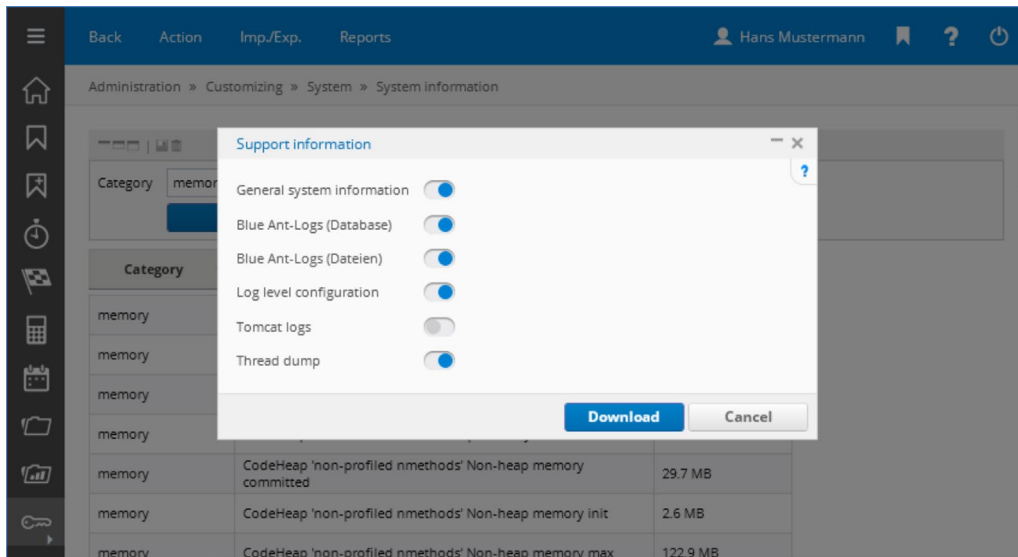 Back Action Imp./Exp. Reports Hans Mustermann ?
Administration » Customizing » System » System information
Support information
?
Category memor
General system information
Blue Ant-Logs (Database)
Blue Ant-Logs (Dateien)
Log level configuration
Tomcat logs
Thread dump
Download Cancel
Category
memory
memory
memory
memory
memory CodeHeap 'non-profiled nmethods' Non-heap memory committed 29.7 MB
memory CodeHeap 'non-profiled nmethods' Non-heap memory init 2.6 MB
memory CodeHeap 'non-profiled nmethods' Non-heap memory max 122.9 MB